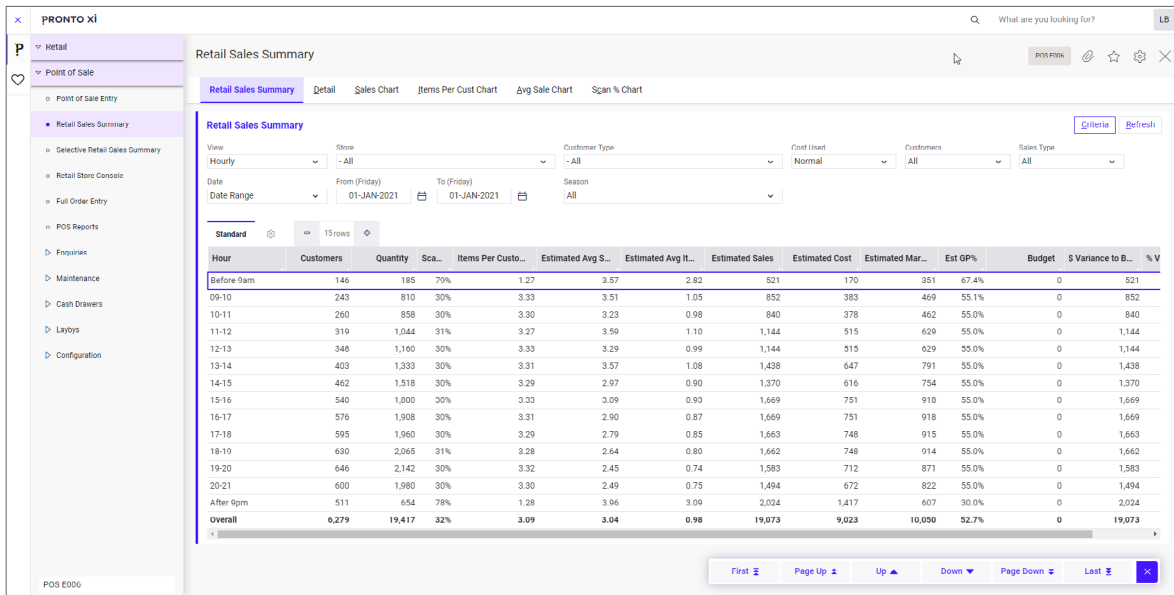 PRONTO XI
What are you looking for?
LB
Retail
Point of Sale
Point of Sale Entry
Retail Sales Summary
Selective Retail Sales Summary
Retail Store Console
Full Order Entry
POS Reports
Enquiries
Maintenance
Cash Drawers
Laybys
Configuration
POS E006
Retail Sales Summary
POS E006
Retail Sales Summary Detail Sales Chart Items Per Cust Chart Avg Sale Chart Scan % Chart
Retail Sales Summary Criteria Refresh
View Store Customer Type Cost Used Customers Sales Type
Hourly - All - All Normal All All
Date From (Friday) To (Friday) Season
Date Range 01-JAN-2021 01-JAN-2021 All
Standard 15 rows
Hour Customers Quantity Sca... Items Per Custo... Estimated Avg S... Estimated Avg It... Estimated Sales Estimated Cost Estimated Mar... Est GP% Budget $ Variance to B... % V
Before 9am 146 185 79% 1.27 3.57 2.82 521 170 351 67.4% 0 521
09-10 243 810 30% 3.33 3.51 1.05 852 383 469 55.1% 0 852
10-11 260 858 30% 3.30 3.23 0.98 840 378 462 55.0% 0 840
11-12 319 1,044 31% 3.27 3.59 1.10 1,144 515 629 55.0% 0 1,144
12-13 348 1,160 30% 3.33 3.29 0.99 1,144 515 629 55.0% 0 1,144
13-14 403 1,333 30% 3.31 3.57 1.08 1,438 647 791 55.0% 0 1,438
14-15 462 1,518 30% 3.29 2.97 0.90 1,370 616 754 55.0% 0 1,370
15-16 540 1,800 30% 3.33 3.09 0.93 1,669 751 918 55.0% 0 1,669
16-17 576 1,908 30% 3.31 2.90 0.87 1,669 751 918 55.0% 0 1,669
17-18 595 1,960 30% 3.29 2.79 0.85 1,663 748 915 55.0% 0 1,663
18-19 630 2,065 31% 3.28 2.64 0.80 1,662 748 914 55.0% 0 1,662
19-20 646 2,142 30% 3.32 2.45 0.74 1,583 712 871 55.0% 0 1,583
20-21 600 1,980 30% 3.30 2.49 0.75 1,494 672 822 55.0% 0 1,494
After 9pm 511 654 78% 1.28 3.96 3.09 2,024 1,417 607 30.0% 0 2,024
Overall 6,279 19,417 32% 3.09 3.04 0.98 19,073 9,023 10,050 52.7% 0 19,073
First Page Up Up Down Page Down Last